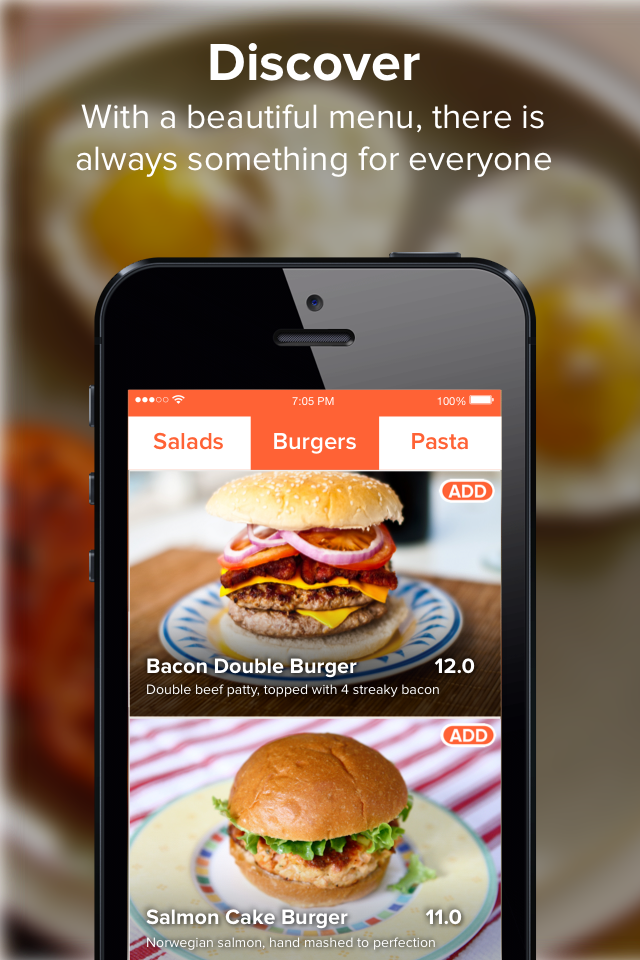 Discover
With a beautiful menu, there is
always something for everyone
7:05 PM
100%
Salads
Burgers
Pasta
ADD
Bacon Double Burger 12.0
Double beef patty, topped with 4 streaky bacon
ADD
Salmon Cake Burger 11.0
Norwegian salmon, hand mashed to perfection